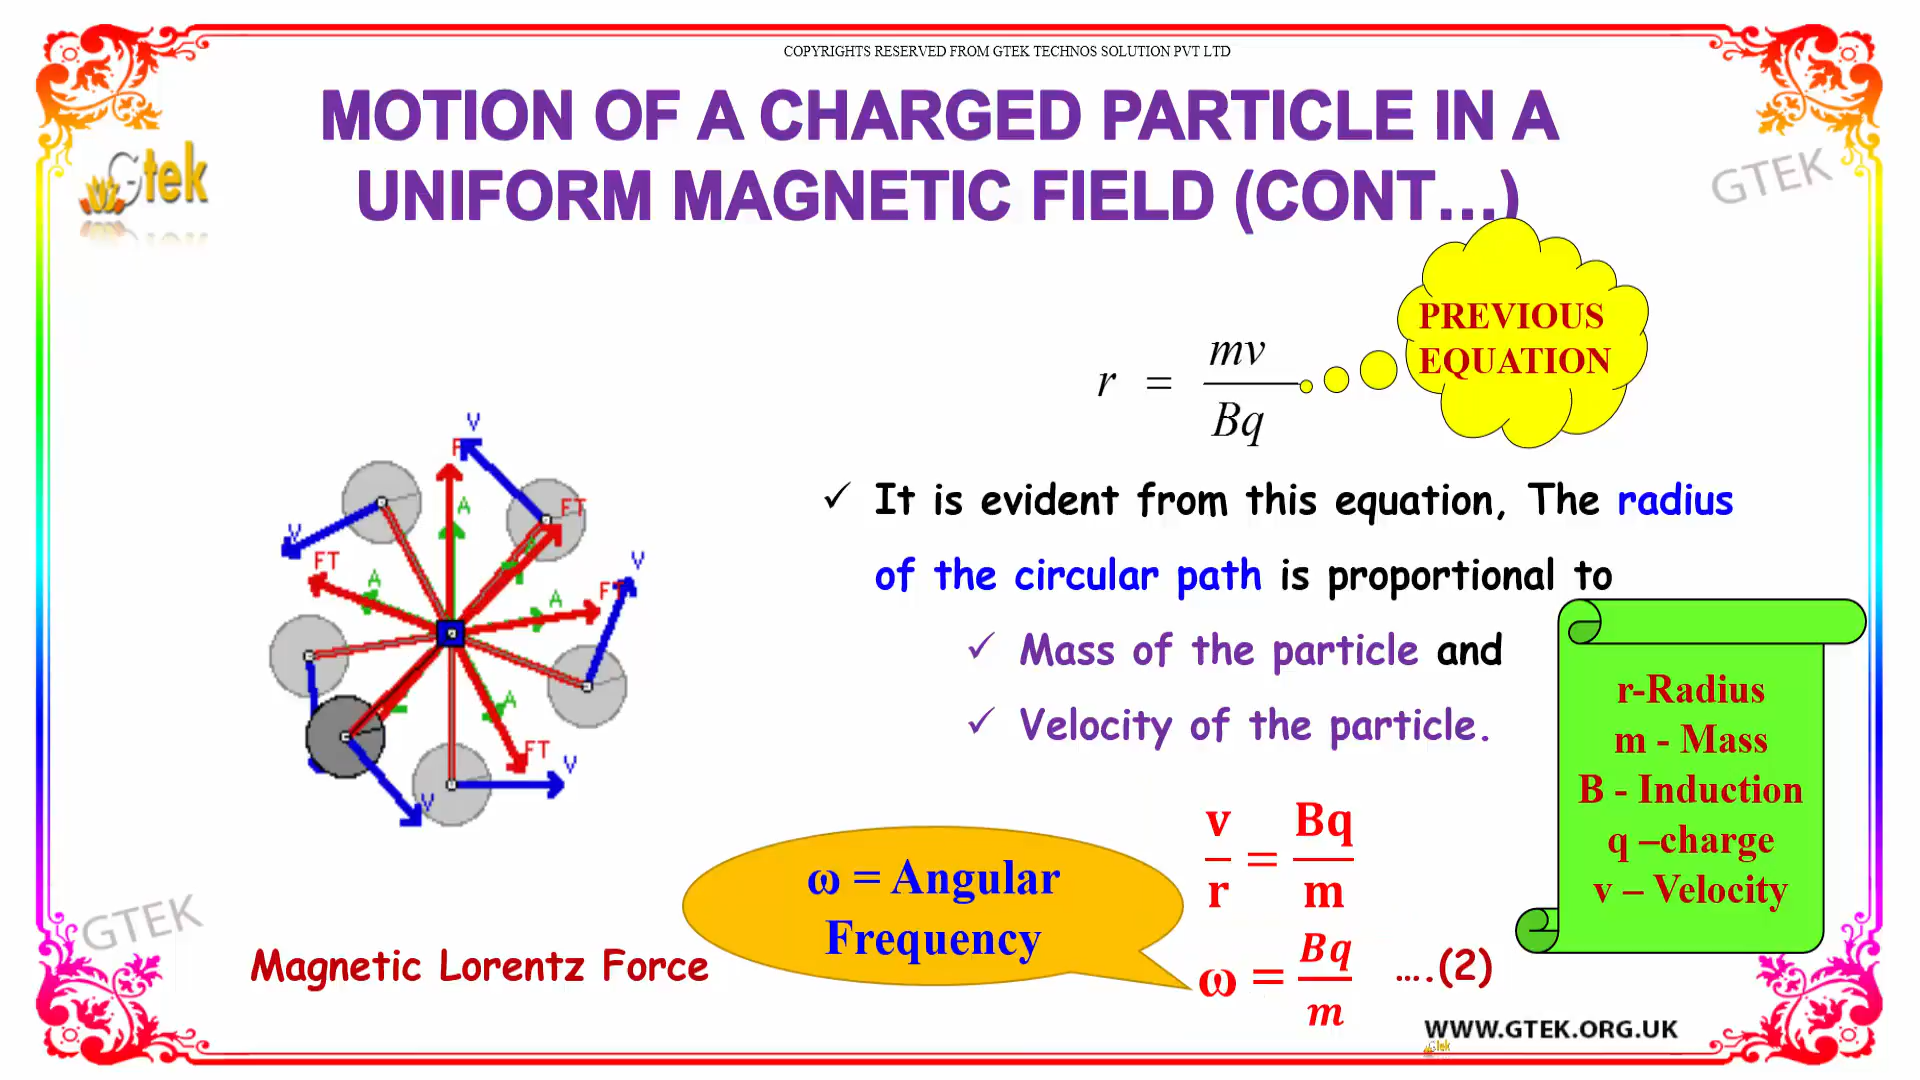 COPYRIGHTS RESERVED FROM GTEK TECHNOS SOLUTION PVT LTD
MOTION OF A CHARGED PARTICLE IN A
UNIFORM MAGNETIC FIELD (CONT...)
Gtek
GTEK
PREVIOUS
EQUATION
r = mv / Bq
✓ It is evident from this equation, The radius
of the circular path is proportional to
✓ Mass of the particle and
✓ Velocity of the particle.
r-Radius
m - Mass
B - Induction
q –charge
v – Velocity
V
F
A
FT
V
FT
A
V
FT
A
F
A
FT
V
V
v/r = Bq/m
ω = Angular
Frequency
ω = Bq/m ….(2)
GTEK
Magnetic Lorentz Force
WWW.GTEK.ORG.UK